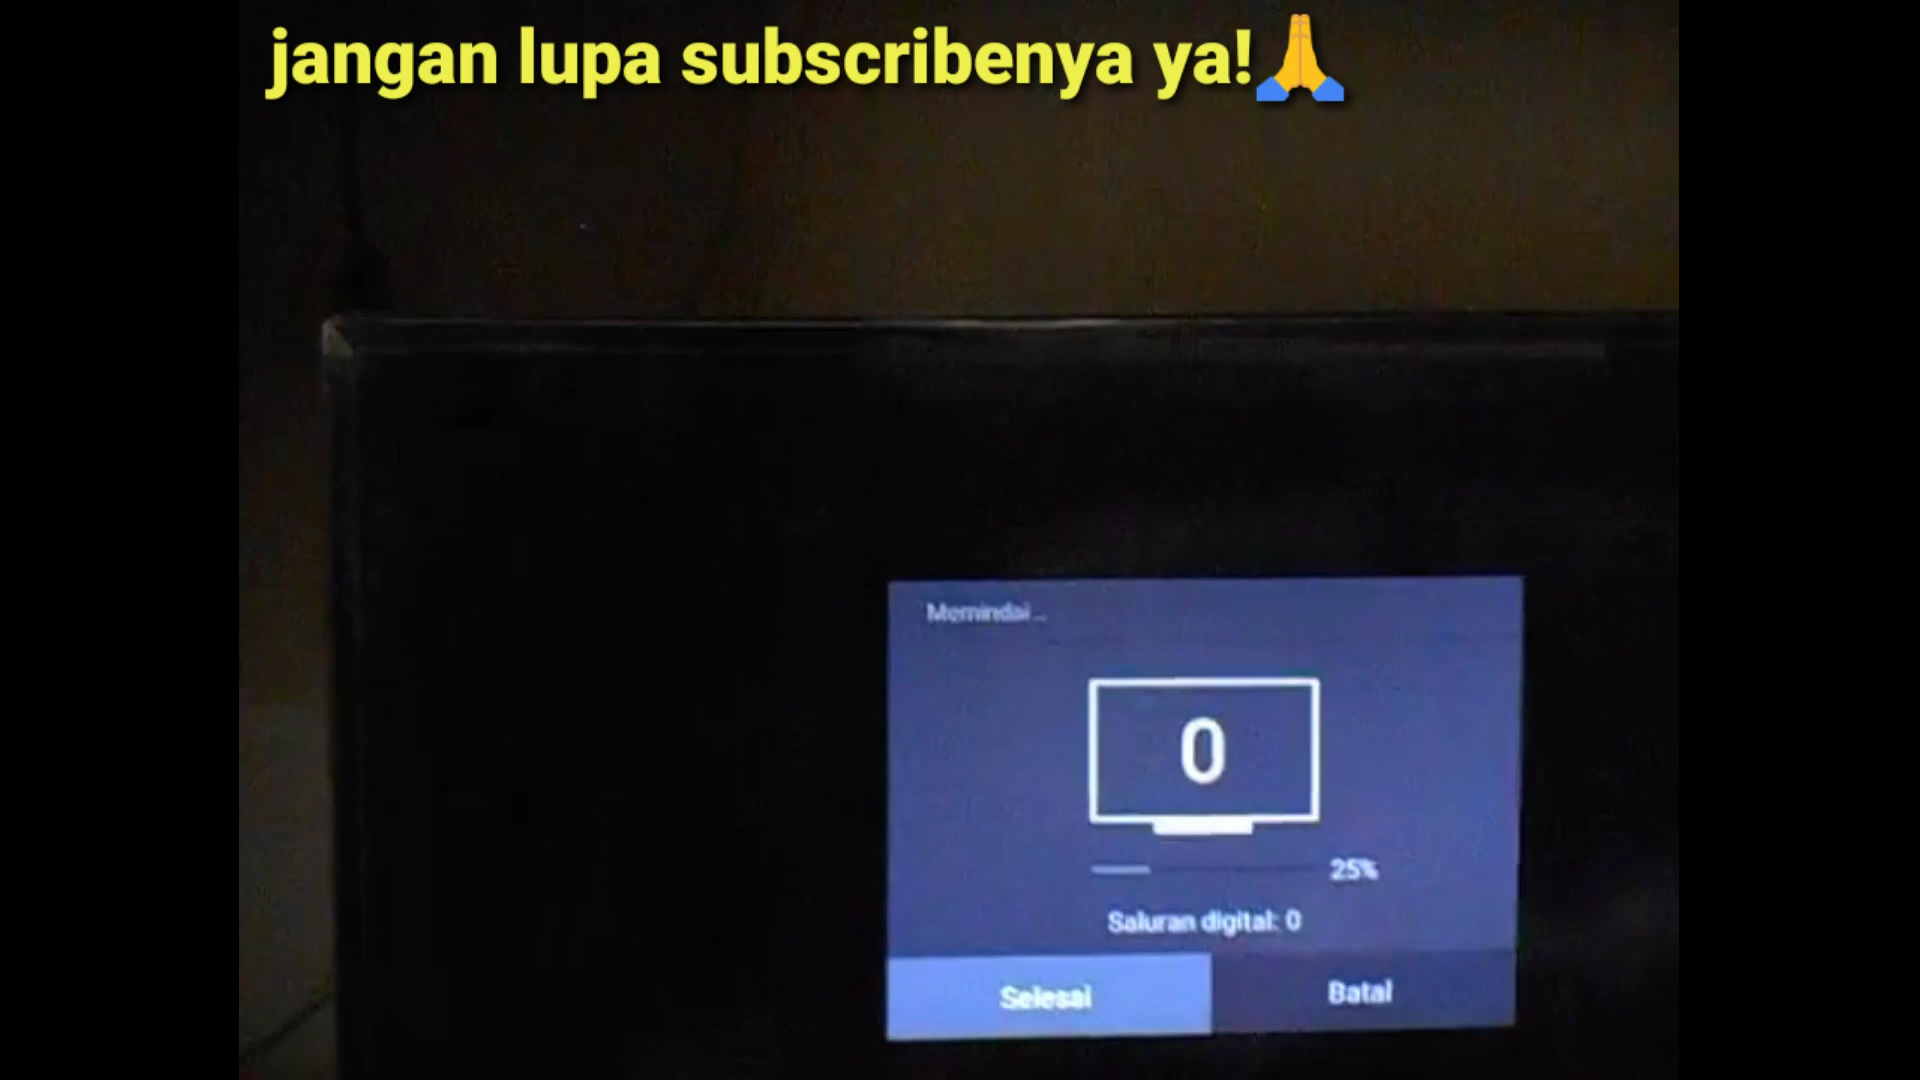 jangan lupa subscribenya ya!🙏
Memindai...
0
25%
Saluran digital: 0
Selesai
Batal